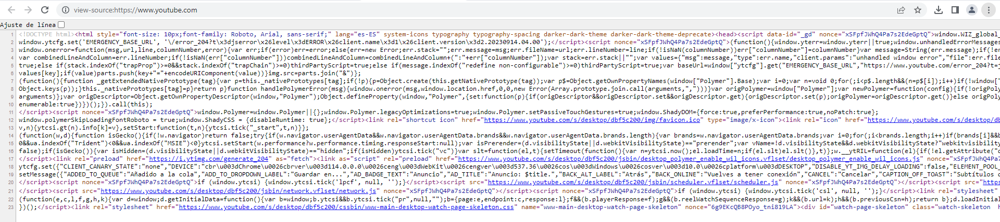 view-source:https://www.youtube.com
Ajuste de línea
1 <!DOCTYPE html><html style="font-size: 10px;font-family: Roboto, Arial, sans-serif;" lang="es-ES" system-icons typography typography-spacing darker-dark-theme darker-dark-theme-deprecate><head><script data-id="_gd" nonce="xSFpfJWhQ4Pa7s2EdeGptQ">window.WIZ_global_
2 window.ytcfg.set('EMERGENCY_BASE_URL', '\/error_204?t\x3djserror\x26level\x3dERROR\x26client.name\x3d1\x26client.version\x3d2.20230914.04.00');</script><script nonce="xSFpfJWhQ4Pa7s2EdeGptQ">(function(){window.yterr=window.yterr||true;window.unhandledErrorMessages
3 window.onerror=function(msg,url,line,columnNumber,error){var err;if(error)err=error;else{err=new Error;err.stack="";err.message=msg;err.fileName=url;err.lineNumber=line;if(!isNaN(columnNumber))err["columnNumber"]=columnNumber}var message=String(err.message);if(!er
4 var combinedLineAndColumn=err.lineNumber;if(!isNaN(err["columnNumber"]))combinedLineAndColumn=combinedLineAndColumn+(":"+err["columnNumber"]);var stack=err.stack||"";var values={"msg":message,"type":err.name,"client.params":"unhandled window error","file":err.file
5 true;else if(stack.indexOf("trapProp")>=0&&stack.indexOf("trapChain")>=0)thirdPartyScript=true;else if(message.indexOf("redefine non-configurable")>=0)thirdPartyScript=true;var baseUrl=window["ytcfg"].get("EMERGENCY_BASE_URL","https://www.youtube.com/error_204?t=j
6 values[key];if(value)parts.push(key+"="+encodeURIComponent(value))}img.src=parts.join("&")};
7 (function(){function _getExtendedNativePrototype(tag){var p=this._nativePrototypes[tag];if(!p){p=Object.create(this.getNativePrototype(tag));var p$=Object.getOwnPropertyNames(window["Polymer"].Base);var i=0;var n=void 0;for(;i<p$.length&&(n=p$[i]);i++)if(!window["
8 Object.keys(p));}this._nativePrototypes[tag]=p}return p}function handlePolymerError(msg){window.onerror(msg,window.location.href,0,0,new Error(Array.prototype.join.call(arguments,",")))}var origPolymer=window["Polymer"];var newPolymer=function(config){if(!origPoly
9 arguments)};var origDescriptor=Object.getOwnPropertyDescriptor(window,"Polymer");Object.defineProperty(window,"Polymer",{set:function(p){if(origDescriptor&&origDescriptor.set&&origDescriptor.get){origDescriptor.set(p);origPolymer=origDescriptor.get()}else origPoly
10 enumerable:true})})();}).call(this);
11 </script><script nonce="xSFpfJWhQ4Pa7s2EdeGptQ">window.Polymer=window.Polymer||{};window.Polymer.legacyOptimizations=true;window.Polymer.setPassiveTouchGestures=true;window.ShadyDOM={force:true,preferPerformance:true,noPatch:true};
12 window.polymerSkipLoadingFontRoboto = true;window.ShadyCSS = {disableRuntime: true};</script><link rel="shortcut icon" href="https://www.youtube.com/s/desktop/dbf5c200/img/favicon.ico" type="image/x-icon"><link rel="icon" href="https://www.youtube.com/s/desktop/db
13 v,n){ytcsi.gt(n).info[k]=v},setStart:function(t,n){ytcsi.tick("_start",t,n)}};
14 (function(w,d){function isGecko(){if(!w.navigator)return false;try{if(w.navigator.userAgentData&&w.navigator.userAgentData.brands&&w.navigator.userAgentData.brands.length){var brands=w.navigator.userAgentData.brands;var i=0;for(;i<brands.length;i++)if(brands[i]&&b
15 0&&ua.indexOf("Trident")<0&&ua.indexOf("MSIE")<0}ytcsi.setStart(w.performance?w.performance.timing.responseStart:null);var isPrerender=(d.visibilityState||d.webkitVisibilityState)=="prerender";var vName=!d.visibilityState&&d.webkitVisibilityState?"webkitvisibility
16 false);if(isGecko()){var isHidden=(d.visibilityState||d.webkitVisibilityState)=="hidden";if(isHidden)ytcsi.tick("vc")}var slt=function(el,t){setTimeout(function(){var n=ytcsi.now();el.loadTime=n;if(el.slt)el.slt()},t)};w.__ytRIL=function(el){if(!el.getAttribute("d
17 </script><link rel="preload" href="https://i.ytimg.com/generate_204" as="fetch"><link as="script" rel="preload" href="https://www.youtube.com/s/desktop/dbf5c200/jsbin/desktop_polymer_enable_wil_icons.vflset/desktop_polymer_enable_wil_icons.js" nonce="xSFpfJWhQ4Pa7
18 ytcfg.set({"CLIENT_CANARY_STATE":"none","DEVICE":"cbr\u003dChrome\u0026cbrver\u003d114.0.0.0\u0026ceng\u003dWebKit\u0026cengver\u003d537.36\u0026cos\u003dWindows\u0026cosver\u003d10.0\u0026cplatform\u003dDESKTOP","DISABLE_YT_IMG_DELAY_LOADING":false,"ELEMENT_POOL_
19 setMessage({"ADDED_TO_QUEUE":"Añadido a la cola","ADD_TO_DROPDOWN_LABEL":"Guardar en...","AD_BADGE_TEXT":"Anuncio","AD_TITLE":"Anuncio: $title.","BACK_ALT_LABEL":"Atrás","BACK_ONLINE":"Vuelves a tener conexión","CANCEL":"Cancelar","CAPTION_OFF_TOAST":"Subtítulos d
20 </script><script nonce="xSFpfJWhQ4Pa7s2EdeGptQ">if (window.ytcsi) {window.ytcsi.tick('lpcf', null, '');}</script><script src="https://www.youtube.com/s/desktop/dbf5c200/jsbin/scheduler.vflset/scheduler.js" nonce="xSFpfJWhQ4Pa7s2EdeGptQ"></script><script src="https
21 </script><script src="https://www.youtube.com/s/desktop/dbf5c200/jsbin/network.vflset/network.js" nonce="xSFpfJWhQ4Pa7s2EdeGptQ"></script><script nonce="xSFpfJWhQ4Pa7s2EdeGptQ">if (window.ytcsi) {window.ytcsi.tick('csl', null, '');}</script><link rel="stylesheet"
22 (function(e,c,l,f,g,h,k){var d=window;d.getInitialData=function(){var b=window;b.ytcsi&&b.ytcsi.tick("pr",null,"");b={page:e,endpoint:c,response:l};f&&(b.playerResponse=f);g&&(b.reelWatchSequenceResponse=g);k&&(b.url=k);h&&(b.previousCsn=h);return b};d.loadInitial
23 })();</script><link rel="stylesheet" href="https://www.youtube.com/s/desktop/dbf5c200/cssbin/www-main-desktop-watch-page-skeleton.css" name="www-main-desktop-watch-page-skeleton" nonce="6g9EKcQB8POyo_tni819LA"><div id="watch-page-skeleton" class="watch-skeleton h